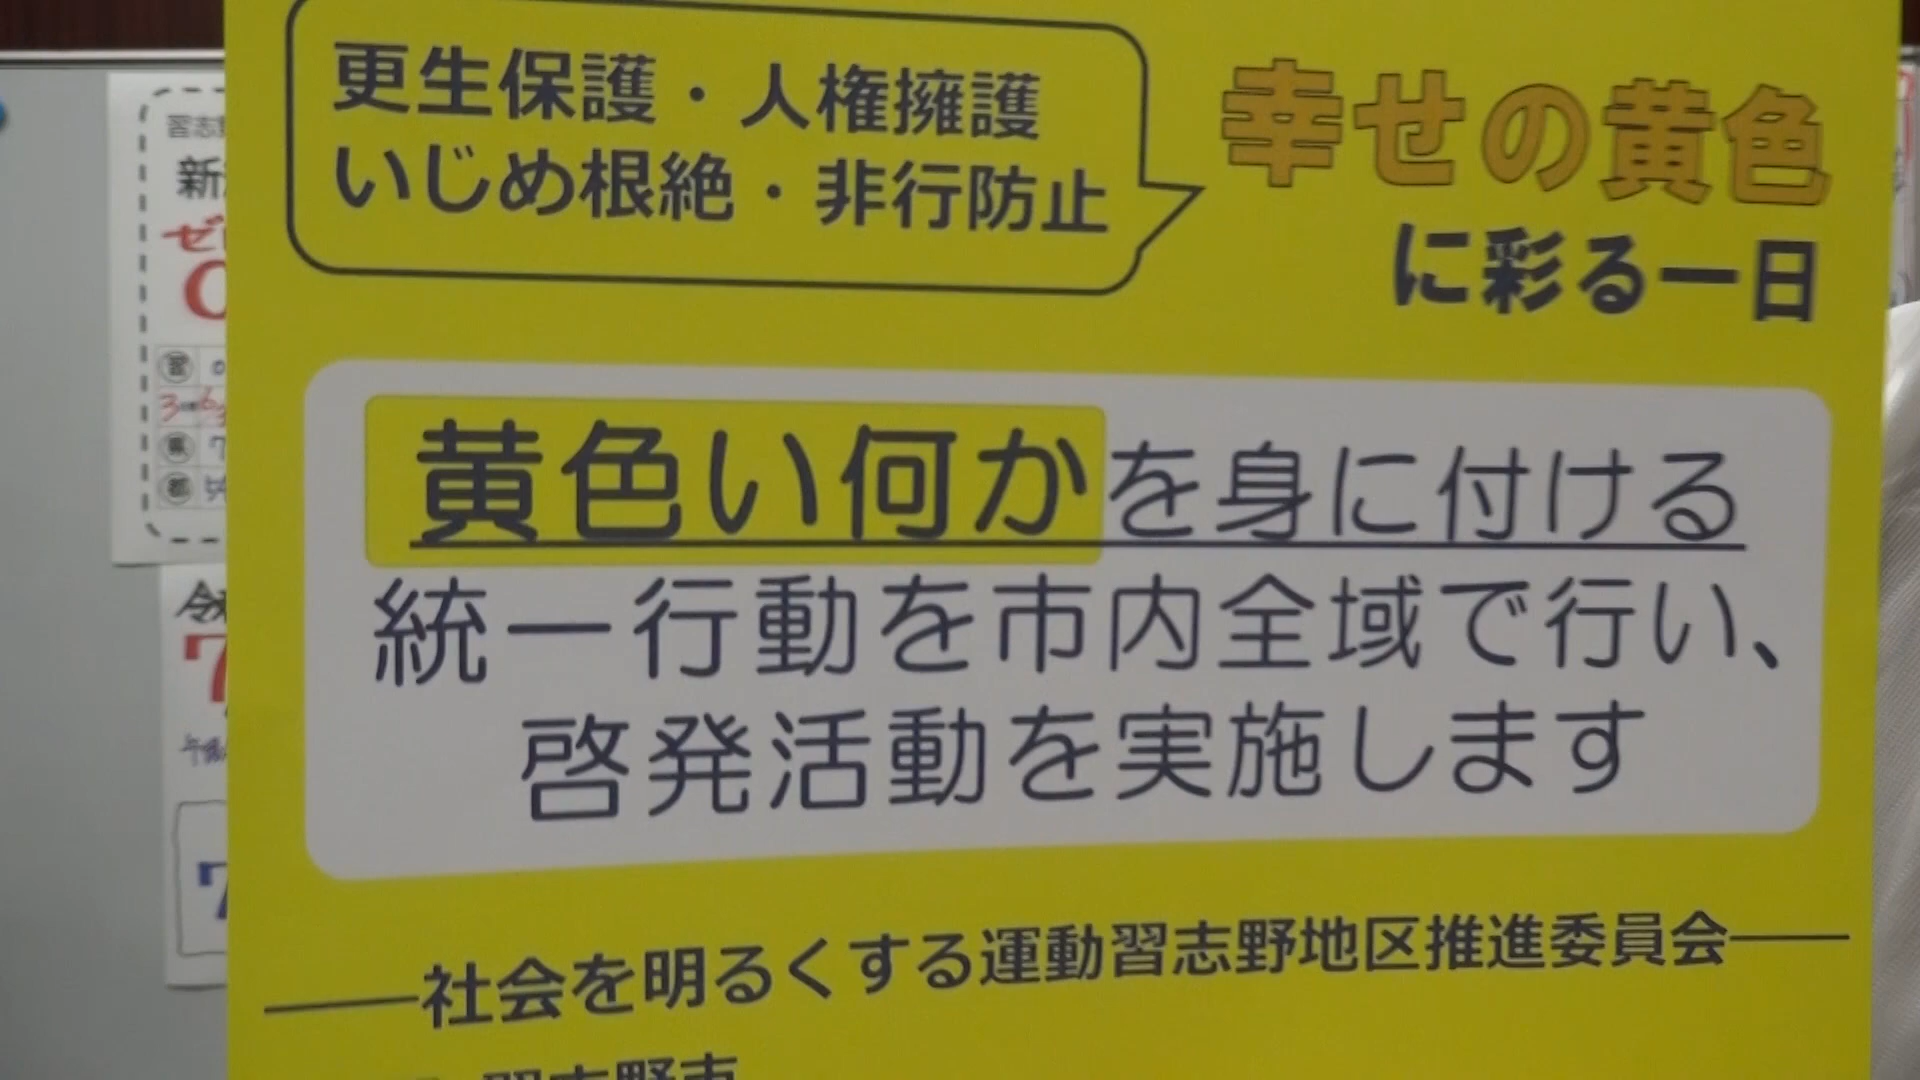 更生保護・人権擁護
いじめ根絶・非行防止
幸せの黄色
に彩る一日
黄色い何かを身に付ける
統一行動を市内全域で行い、
啓発活動を実施します
社会を明るくする運動習志野地区推進委員会
習志野市